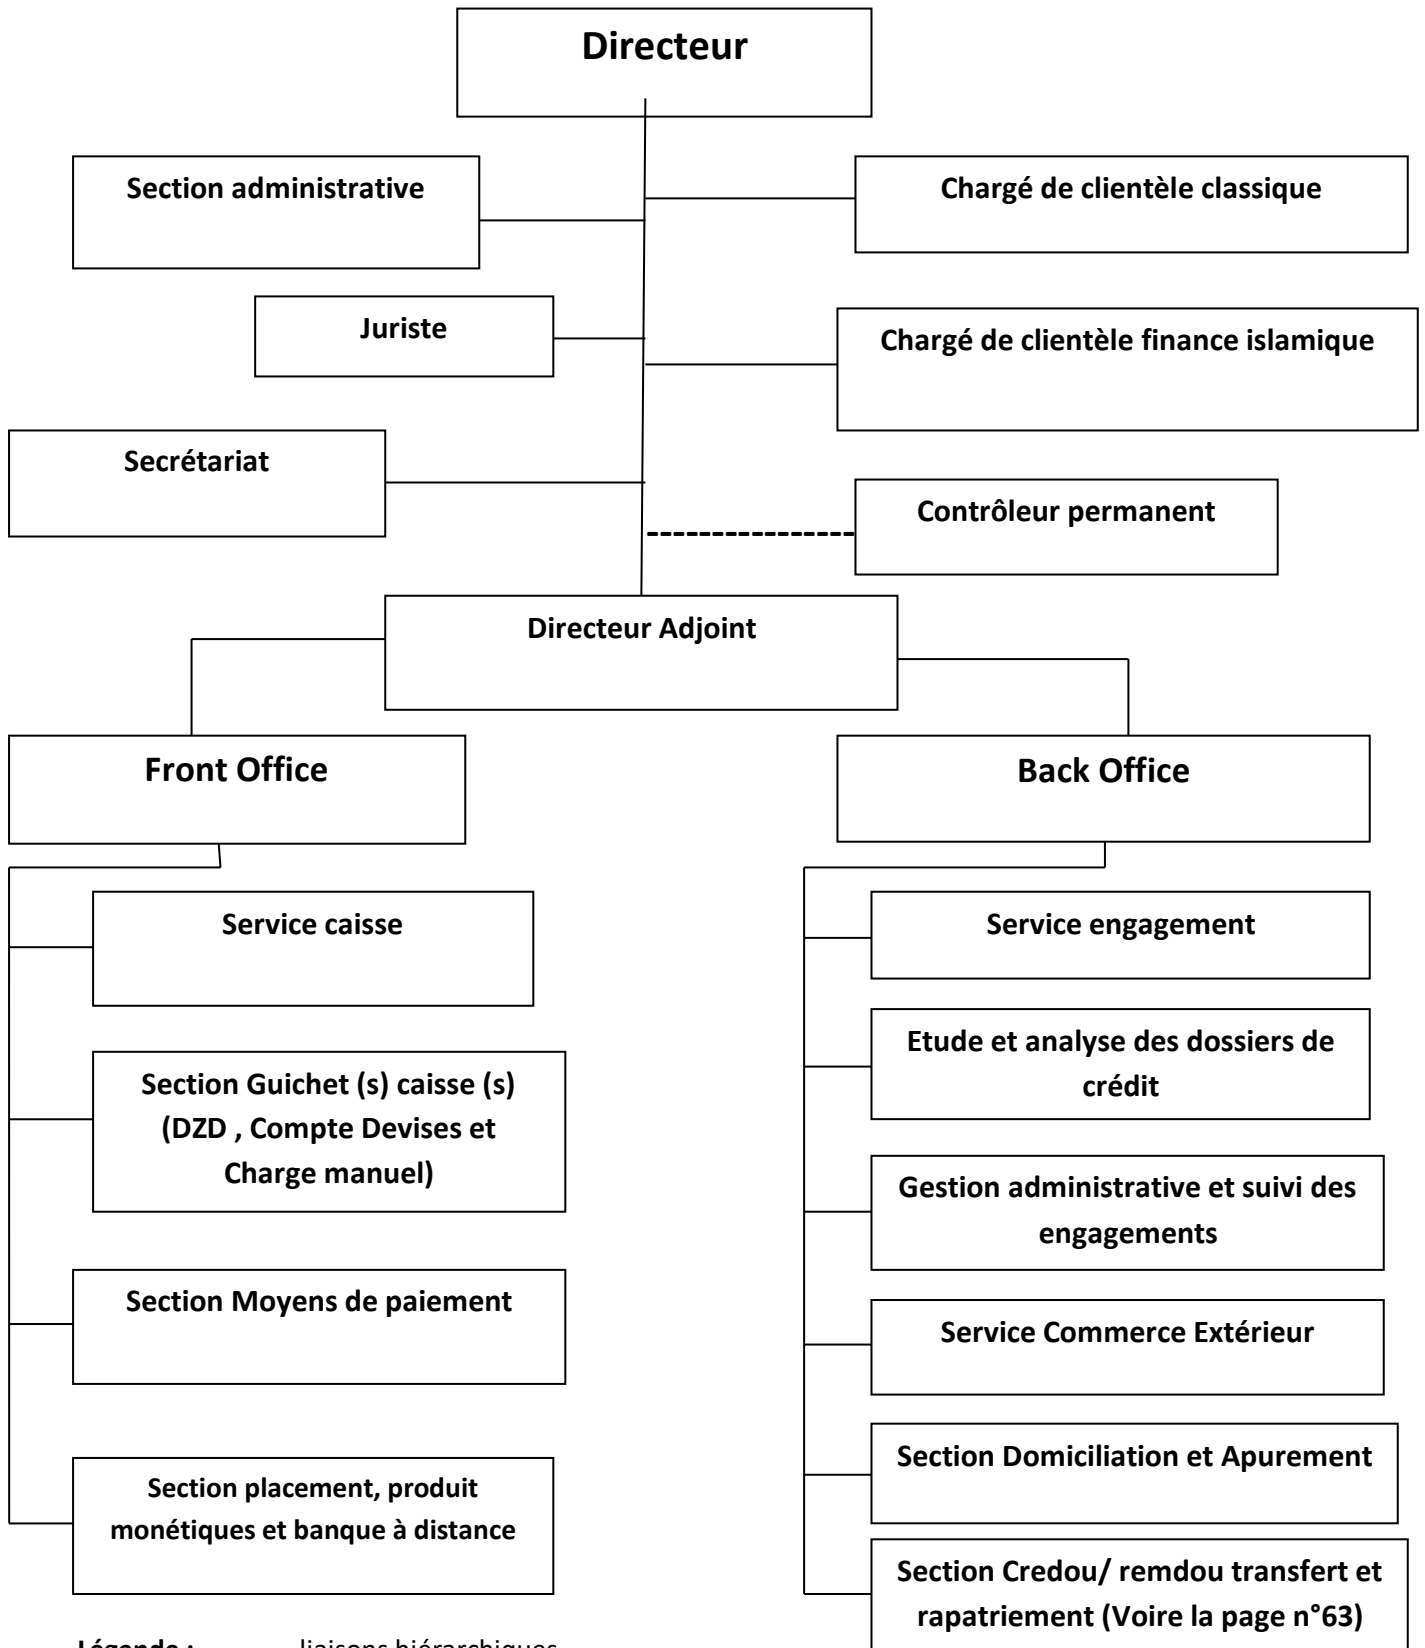 Directeur
Section administrative
Chargé de clientèle classique
Juriste
Chargé de clientèle finance islamique
Secrétariat
Contrôleur permanent
Directeur Adjoint
Front Office
Back Office
Service caisse
Section Guichet (s) caisse (s)
(DZD , Compte Devises et
Charge manuel)
Section Moyens de paiement
Section placement, produit
monétiques et banque à distance
Service engagement
Etude et analyse des dossiers de
crédit
Gestion administrative et suivi des
engagements
Service Commerce Extérieur
Section Domiciliation et Apurement
Section Credou/ remdou transfert et
rapatriement (Voire la page n°63)
Légende : liaisons hiérarchiques